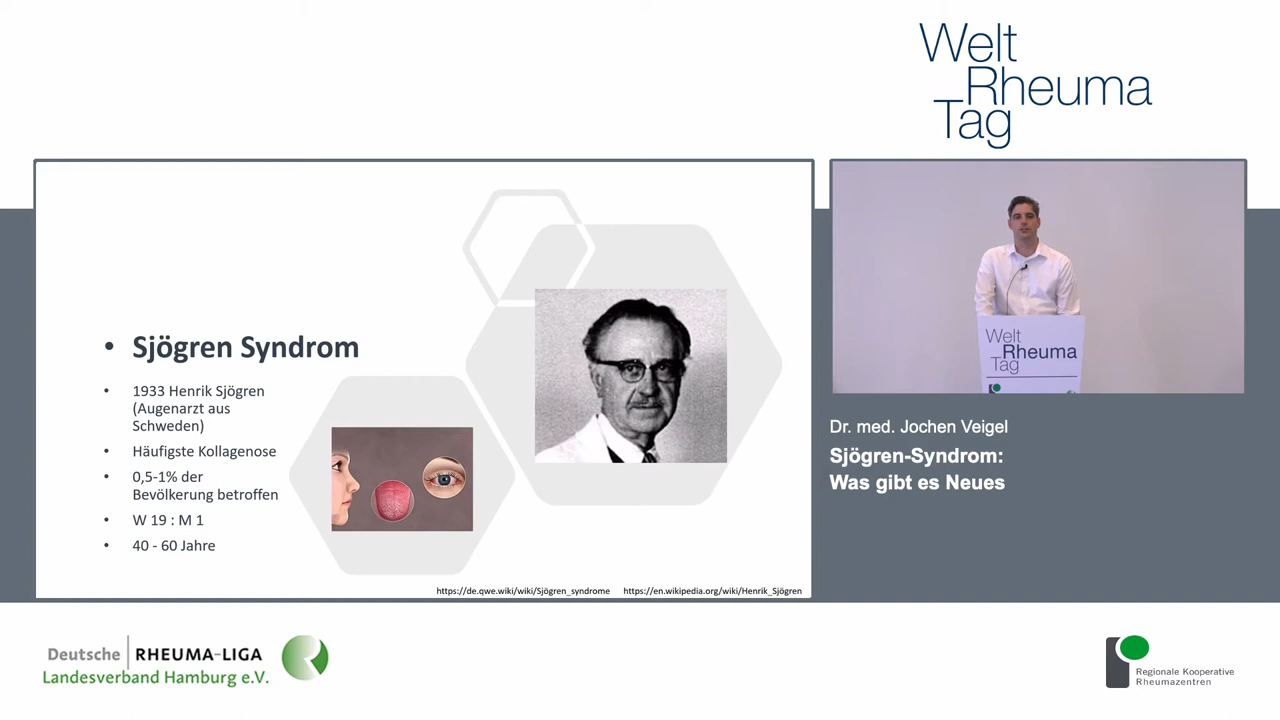 Welt
Rheuma
Tag
• Sjögren Syndrom
• 1933 Henrik Sjögren
(Augenarzt aus
Schweden)
• Häufigste Kollagenose
• 0,5-1% der
Bevölkerung betroffen
• W 19 : M 1
• 40 - 60 Jahre
https://de.qwe.wiki/wiki/Sjögren_syndrome https://en.wikipedia.org/wiki/Henrik_Sjögren
Welt
Rheuma
Tag
Dr. med. Jochen Veigel
Sjögren-Syndrom:
Was gibt es Neues
Deutsche RHEUMA-LIGA
Landesverband Hamburg e.V.
Regionale Kooperative
Rheumazentren